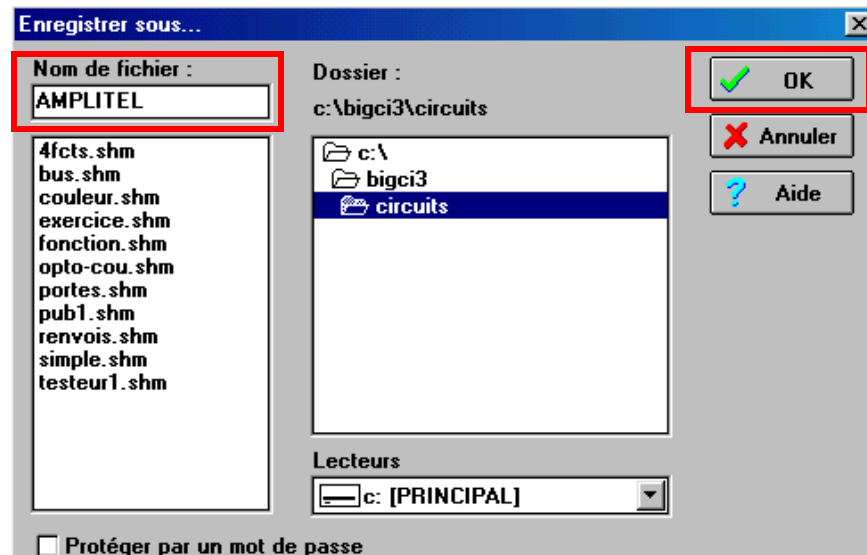 Enregistrer sous...
Nom de fichier :
AMPLITEL
4fcts.shm
bus.shm
couleur.shm
exercice.shm
fonction.shm
opto-cou.shm
portes.shm
pub1.shm
renvois.shm
simple.shm
testeur1.shm
Dossier :
c:\bigci3\circuits
c:\
bigci3
circuits
Lecteurs
c: [PRINCIPAL]
OK
Annuler
Aide
Protéger par un mot de passe